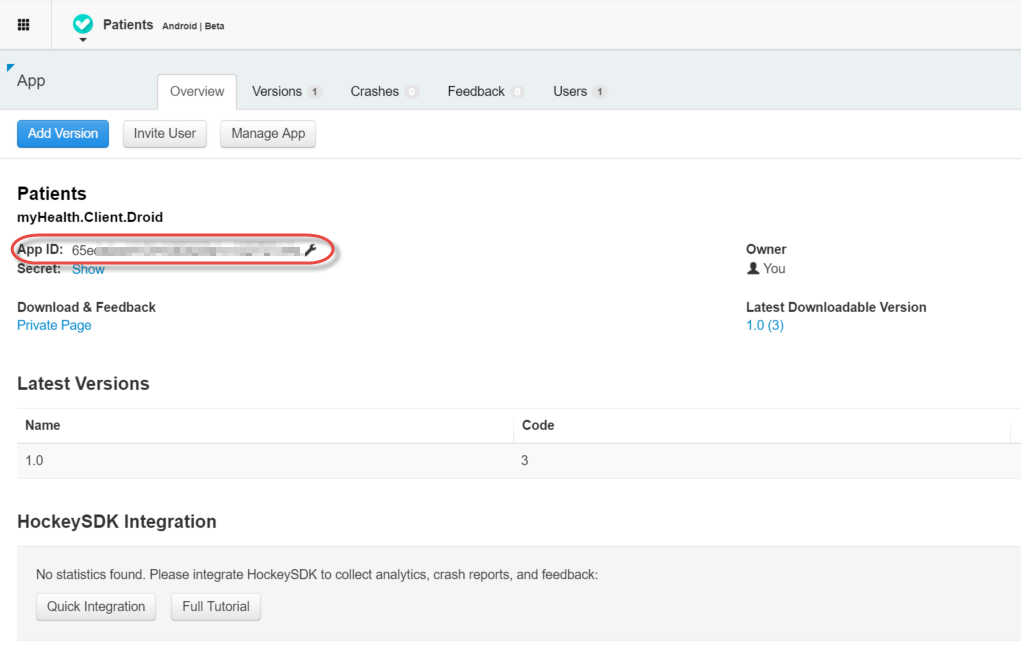 Patients Android | Beta
App
Overview Versions 1 Crashes 0 Feedback 0 Users 1
Add Version Invite User Manage App
Patients
myHealth.Client.Droid
App ID:
Secret: Show
Owner
You
Download & Feedback
Private Page
Latest Downloadable Version
1.0 (3)
Latest Versions
Name Code
1.0 3
HockeySDK Integration
No statistics found. Please integrate HockeySDK to collect analytics, crash reports, and feedback:
Quick Integration Full Tutorial